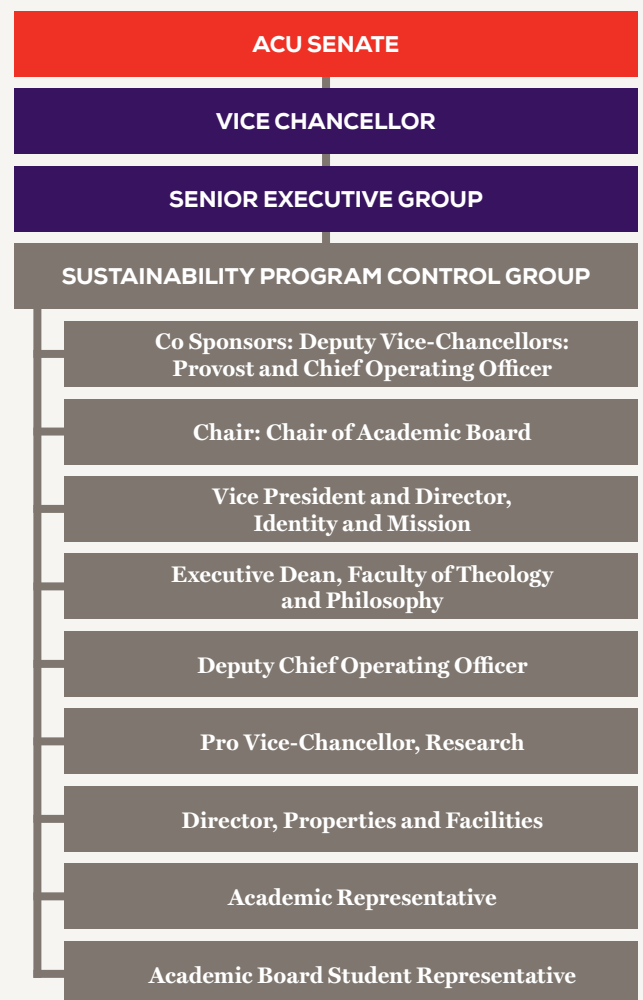 ACU SENATE
VICE CHANCELLOR
SENIOR EXECUTIVE GROUP
SUSTAINABILITY PROGRAM CONTROL GROUP
Co Sponsors: Deputy Vice-Chancellors:
Provost and Chief Operating Officer
Chair: Chair of Academic Board
Vice President and Director,
Identity and Mission
Executive Dean, Faculty of Theology
and Philosophy
Deputy Chief Operating Officer
Pro Vice-Chancellor, Research
Director, Properties and Facilities
Academic Representative
Academic Board Student Representative